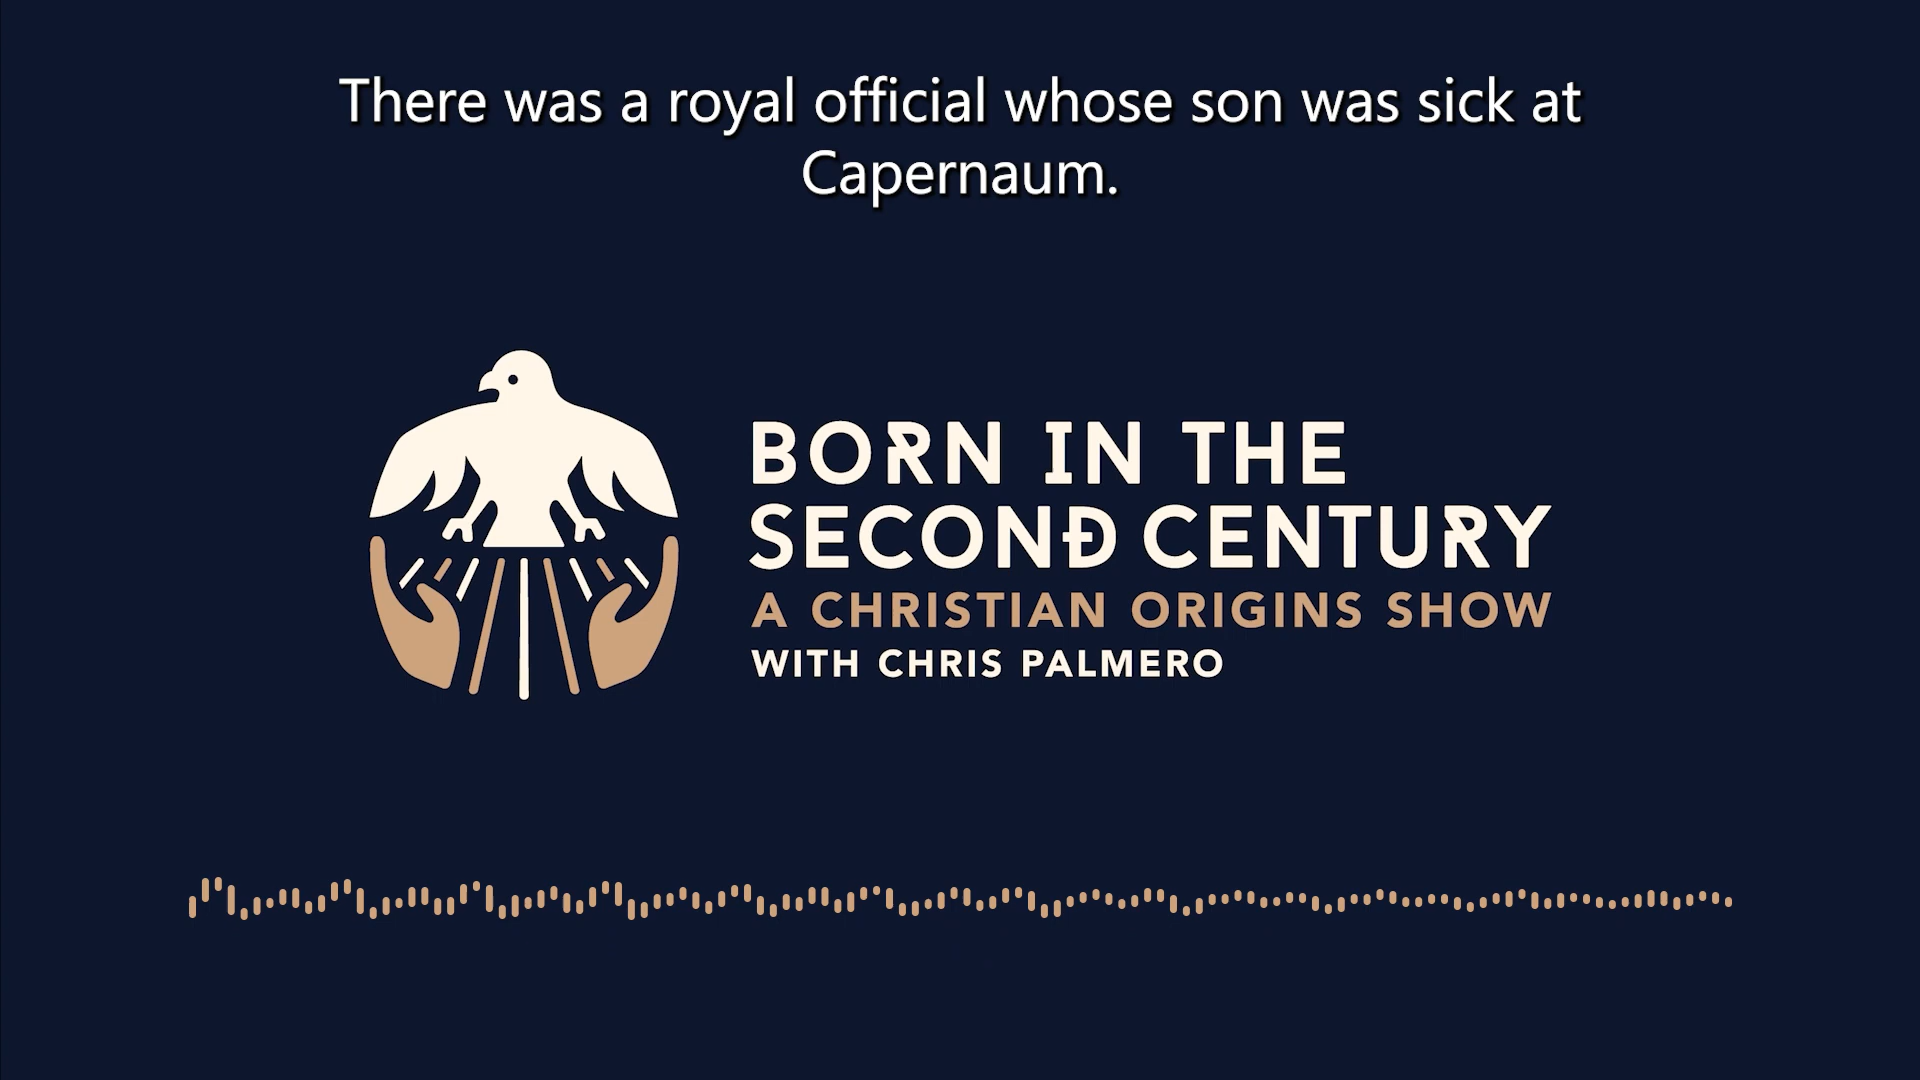 There was a royal official whose son was sick at
Capernaum.
BORN IN THE
SECOND CENTURY
A CHRISTIAN ORIGINS SHOW
WITH CHRIS PALMERO